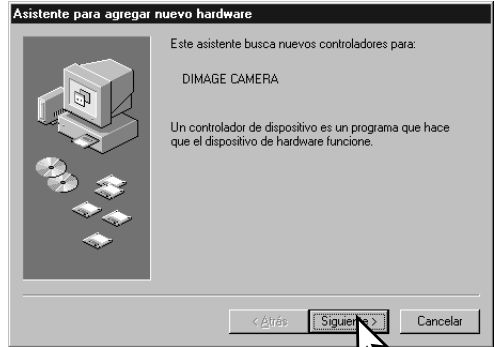 Asistente para agregar nuevo hardware
Este asistente busca nuevos controladores para:
DIMAGE CAMERA
Un controlador de dispositivo es un programa que hace
que el dispositivo de hardware funcione.
< Atrás
Siguiente >
Cancelar